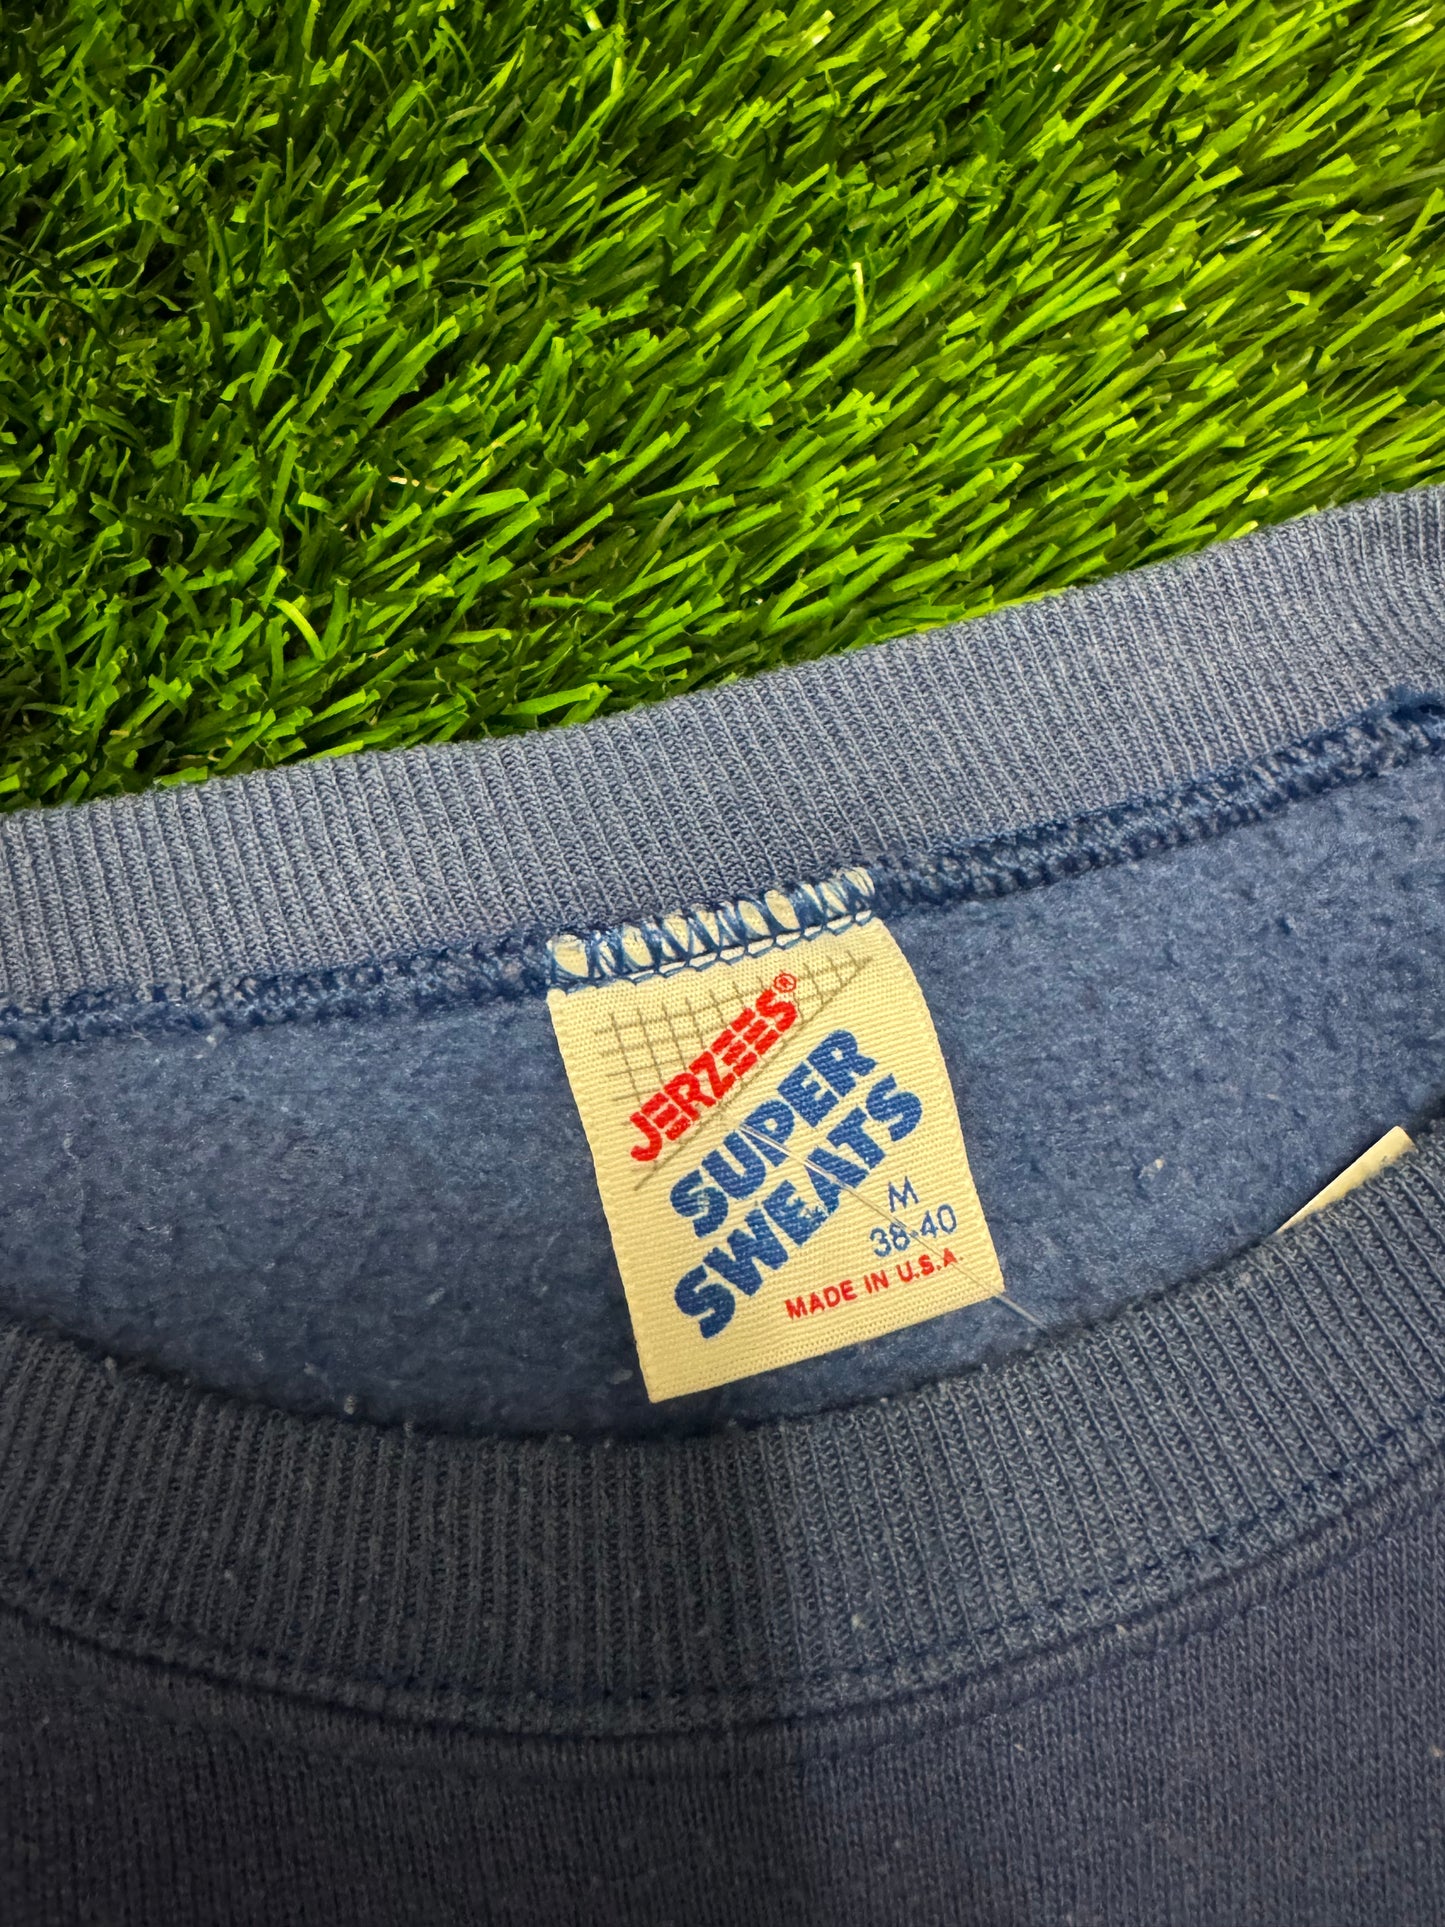 JERZEES®
SUPER
SWEATS
M
38-40
MADE IN U.S.A.